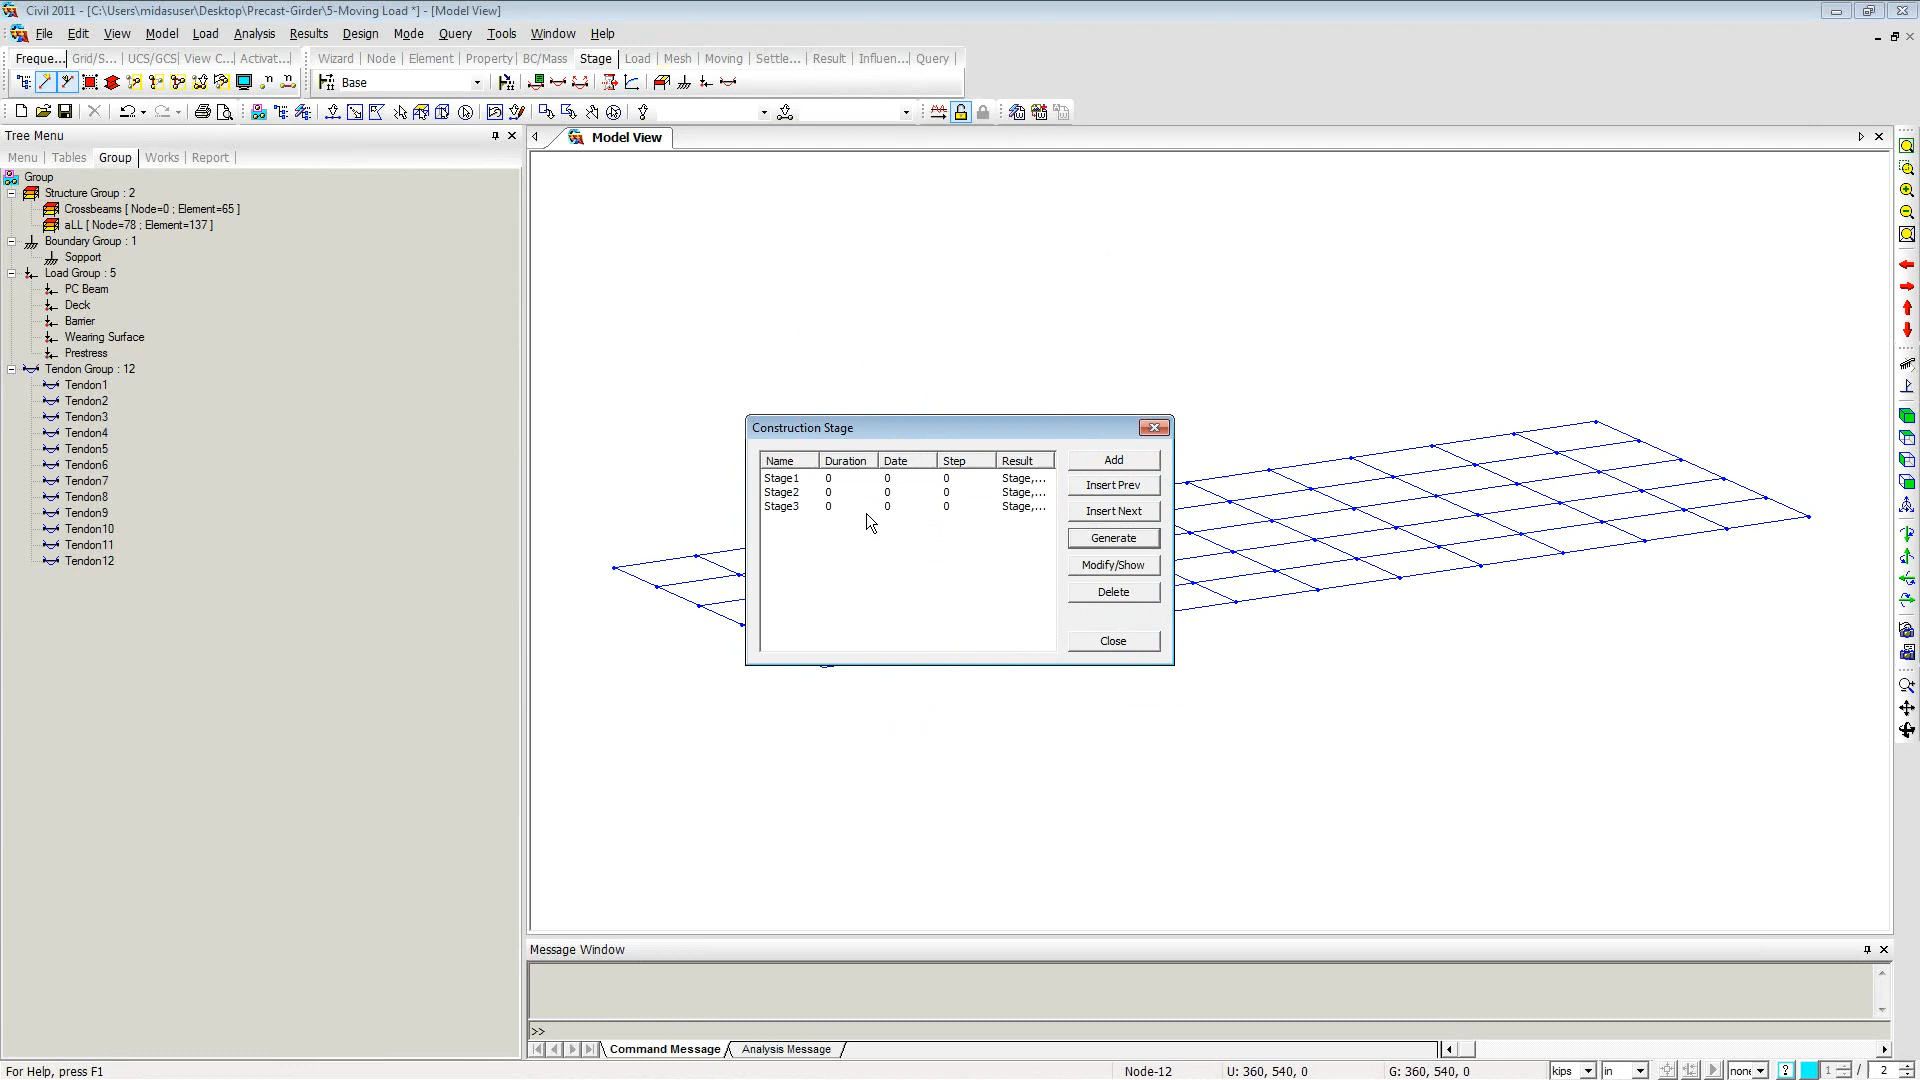 Civil 2011 - [C:\Users\midasuser\Desktop\Precast-Girder\5-Moving Load *] - [Model View]
File Edit View Model Load Analysis Results Design Mode Query Tools Window Help
Freque... Grid/S... UCS/GCS View C... Activat... Wizard Node Element Property BC/Mass Stage Load Mesh Moving Settle... Result Influen... Query
Base
Tree Menu
Model View
Menu Tables Group Works Report
Group
Structure Group : 2
Crossbeams [ Node=0 ; Element=65 ]
aLL [ Node=78 ; Element=137 ]
Boundary Group : 1
Support
Load Group : 5
PC Beam
Deck
Barrier
Wearing Surface
Prestress
Tendon Group : 12
Tendon1
Tendon2
Tendon3
Tendon4
Tendon5
Tendon6
Tendon7
Tendon8
Tendon9
Tendon10
Tendon11
Tendon12
Construction Stage
Name Duration Date Step Result
Stage1 0 0 0 Stage,...
Stage2 0 0 0 Stage,...
Stage3 0 0 0 Stage,...
Add
Insert Prev
Insert Next
Generate
Modify/Show
Delete
Close
Message Window
>>
Command Message Analysis Message
For Help, press F1
Node-12 U: 360, 540, 0 G: 360, 540, 0 kips in none ? 1 / 2